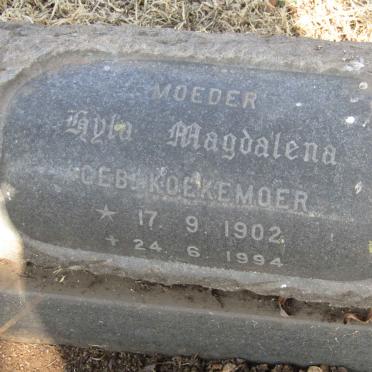 MOEDER
Hyla Magdalena
GEB. KOEKEMOER
* 17. 9. 1902.
+ 24. 6. 1994